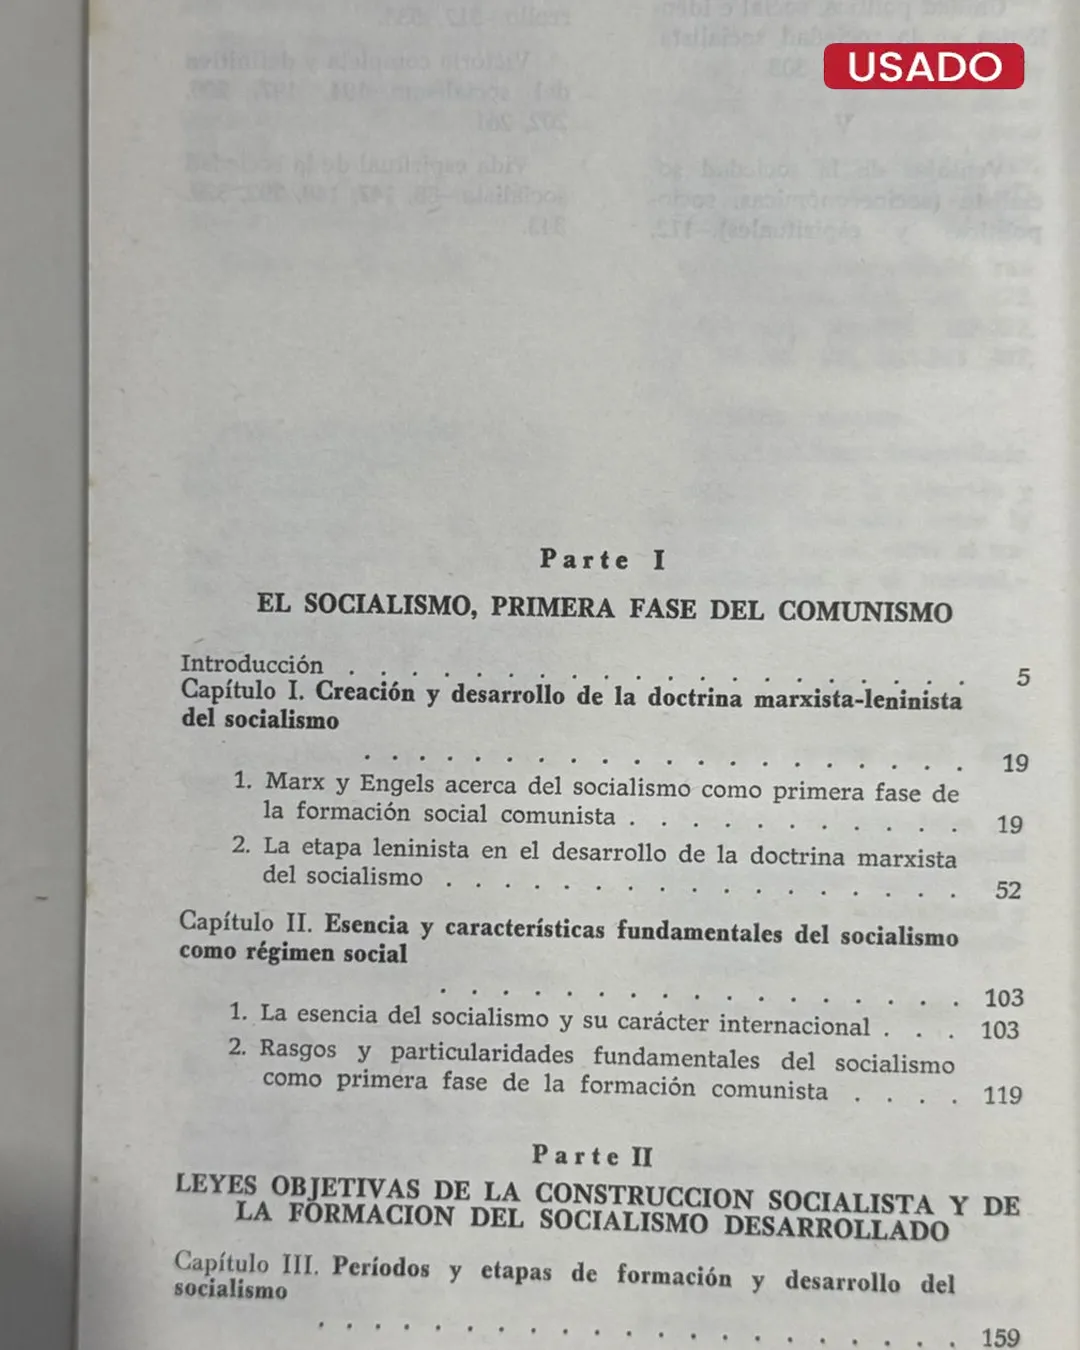 USADO
Parte I
EL SOCIALISMO, PRIMERA FASE DEL COMUNISMO
Introducción . . . . . . . . . . . . . . . . . . . . 5
Capítulo I. Creación y desarrollo de la doctrina marxista-leninista
del socialismo
. . . . . . . . . . . . . . . . . . . 19
1. Marx y Engels acerca del socialismo como primera fase de
la formación social comunista . . . . . . . . . . . 19
2. La etapa leninista en el desarrollo de la doctrina marxista
del socialismo . . . . . . . . . . . . . . . . . 52
Capítulo II. Esencia y características fundamentales del socialismo
como régimen social
. . . . . . . . . . . . . . . . . 103
1. La esencia del socialismo y su carácter internacional . . . 103
2. Rasgos y particularidades fundamentales del socialismo
como primera fase de la formación comunista . . . . 119
Parte II
LEYES OBJETIVAS DE LA CONSTRUCCION SOCIALISTA Y DE
LA FORMACION DEL SOCIALISMO DESARROLLADO
Capítulo III. Períodos y etapas de formación y desarrollo del
socialismo
. . . . . . . . . . . . . . . . . . . . . 159